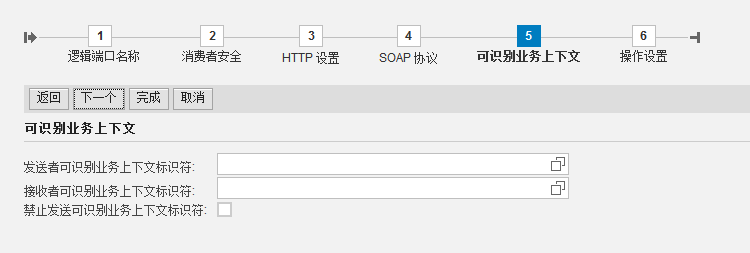 1 2 3 4 5 6
逻辑端口名称 消费者安全 HTTP 设置 SOAP 协议 可识别业务上下文 操作设置
返回 下一个 完成 取消
可识别业务上下文
发送者可识别业务上下文标识符:
接收者可识别业务上下文标识符:
禁止发送可识别业务上下文标识符: